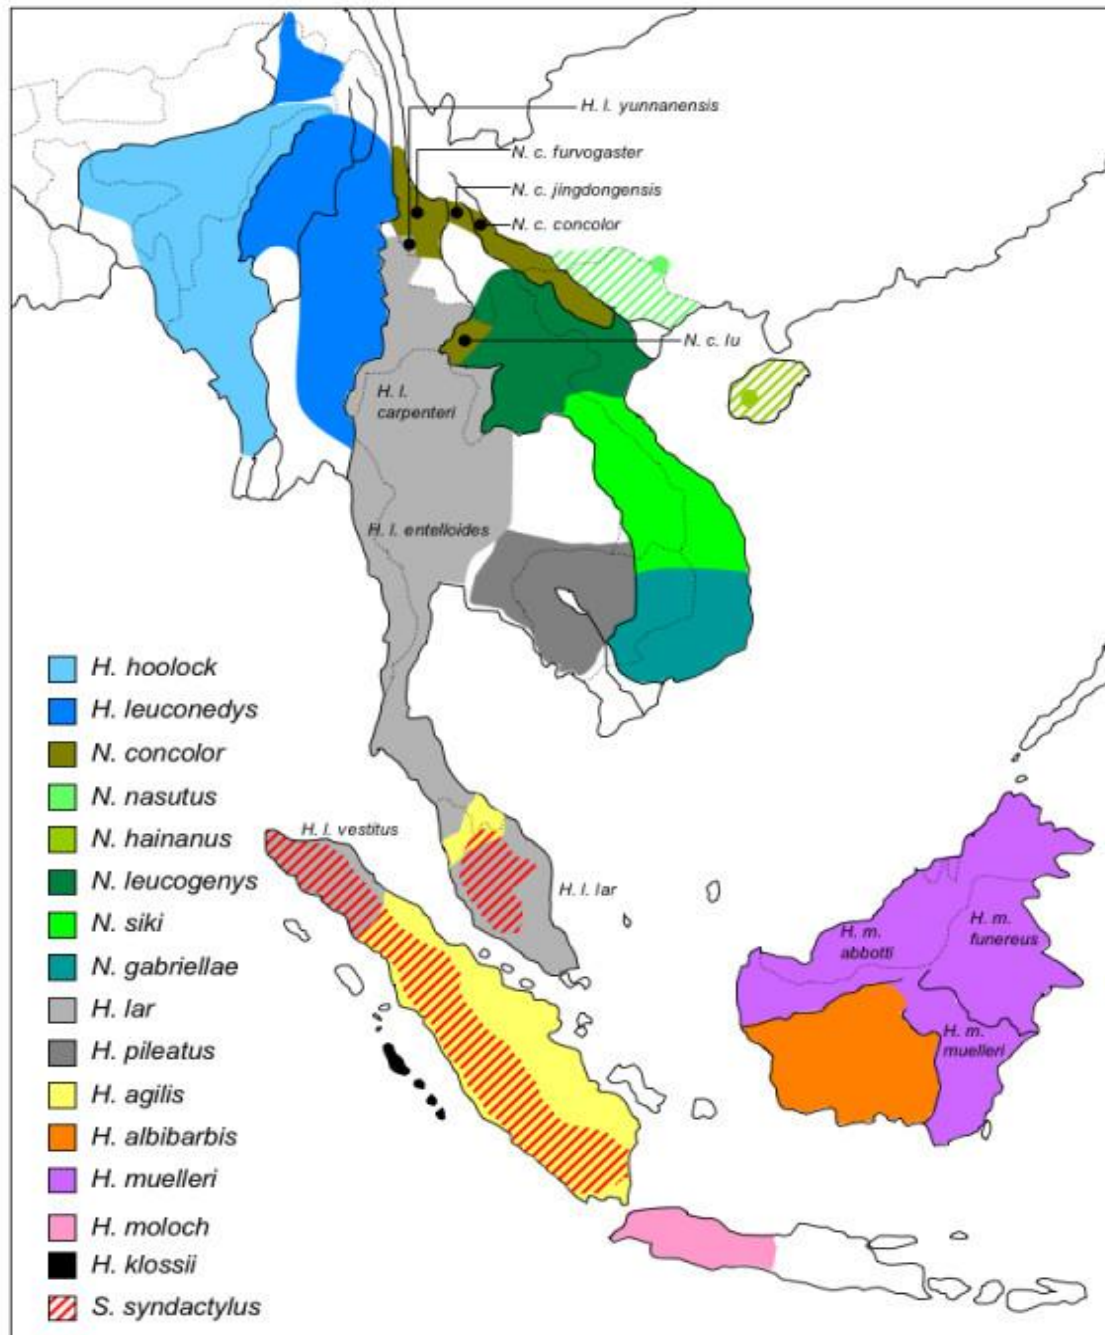 H. l. yunnanensis
N. c. furvogaster
N. c. jingdongensis
N. c. concolor
N. c. lu
H. l.
carpenteri
H. l. entelloides
H. l. vestitus
H. l. lar
H. m.
abbotti
H. m.
funereus
H. m.
muelleri
H. hoolock
H. leuconedys
N. concolor
N. nasutus
N. hainanus
N. leucogenys
N. siki
N. gabriellae
H. lar
H. pileatus
H. agilis
H. albibarbis
H. muelleri
H. moloch
H. klossii
S. syndactylus